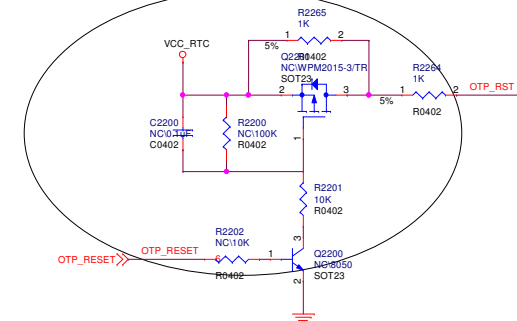 R2265
1K
1
2
5%
R0402
VCC_RTC
Q2201
NC\WPM2015-3/TR
SOT23
2
3
1
R2264
1K
1
2
5%
R0402
OTP_RST
C2200
NC\0.1uF
C0402
R2200
NC\100K
R0402
R2201
10K
R0402
R2202
NC\10K
R0402
OTP_RESET
OTP_RESET
6
1
3
2
Q2200
NC\8050
SOT23